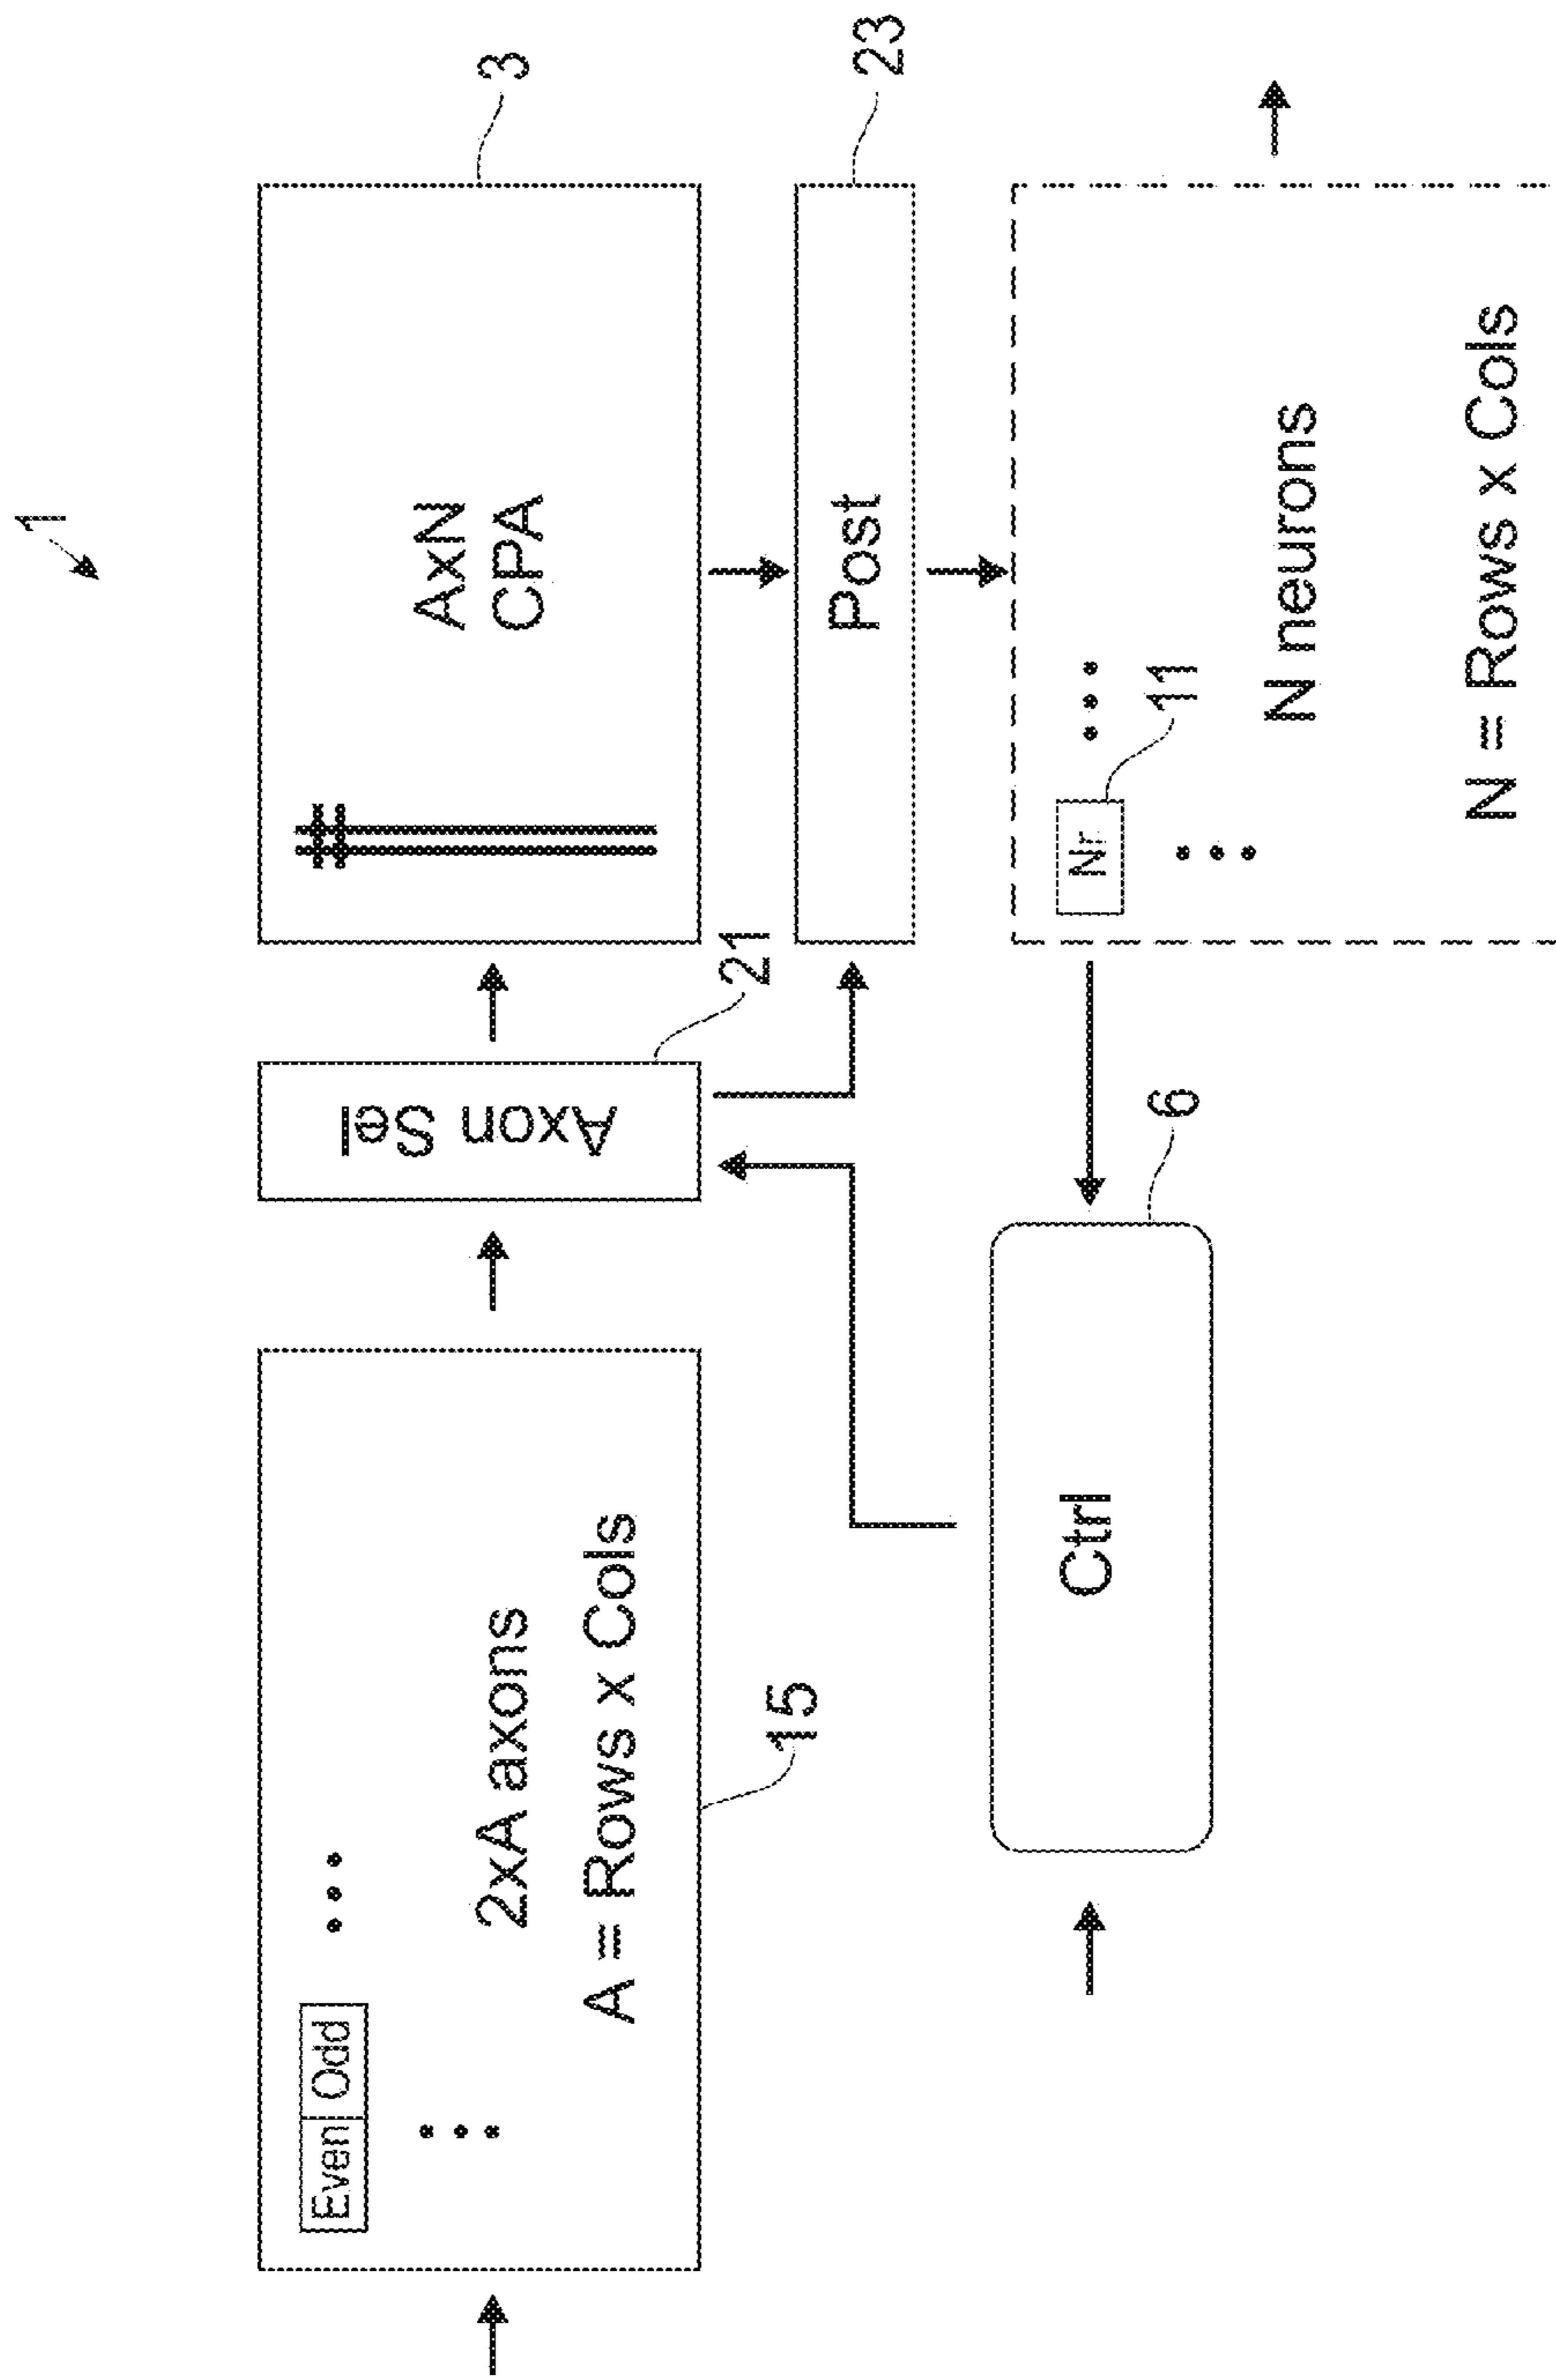 1
Even Odd
2xA axons
A = Rows x Cols
15
Axon Sel
21
AxN
CPA
3
Post
23
Ctrl
6
Nr
11
N neurons
N = Rows x Cols